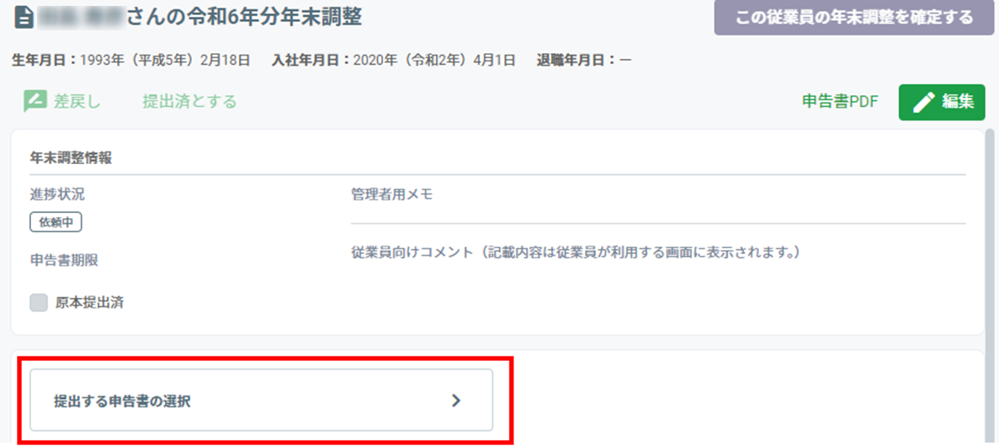 さんの令和6年分年末調整
この従業員の年末調整を確定する
生年月日：1993年（平成5年）2月18日 入社年月日：2020年（令和2年）4月1日 退職年月日：ー
差戻し 提出済とする 申告書PDF 編集
年末調整情報
進捗状況
依頼中
申告書期限
原本提出済
管理者用メモ
従業員向けコメント（記載内容は従業員が利用する画面に表示されます。）
提出する申告書の選択